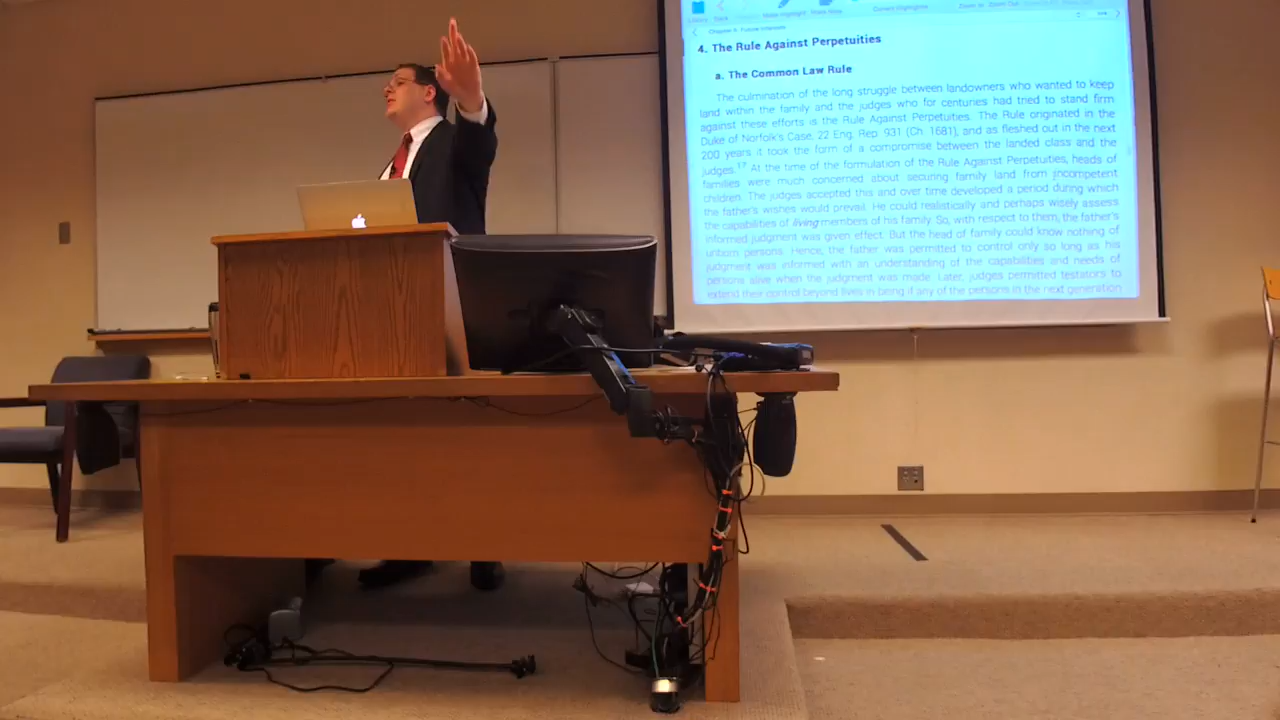 Chapter 9. Future Interests
4. The Rule Against Perpetuities
a. The Common Law Rule
The culmination of the long struggle between landowners who wanted to keep
land within the family and the judges who for centuries had tried to stand firm
against these efforts is the Rule Against Perpetuities. The Rule originated in the
Duke of Norfolk's Case, 22 Eng. Rep. 931 (Ch. 1681), and as fleshed out in the next
200 years it took the form of a compromise between the landed class and the
judges.17 At the time of the formulation of the Rule Against Perpetuities, heads of
families were much concerned about securing family land from incompetent
children. The judges accepted this and over time developed a period during which
the father's wishes would prevail. He could realistically and perhaps wisely assess
the capabilities of living members of his family. So, with respect to them, the father's
informed judgment was given effect. But the head of family could know nothing of
unborn persons. Hence, the father was permitted to control only so long as his
judgment was informed with an understanding of the capabilities and needs of
persons alive when the judgment was made. Later, judges permitted testators to
extend their control beyond lives in being if any of the persons in the next generation